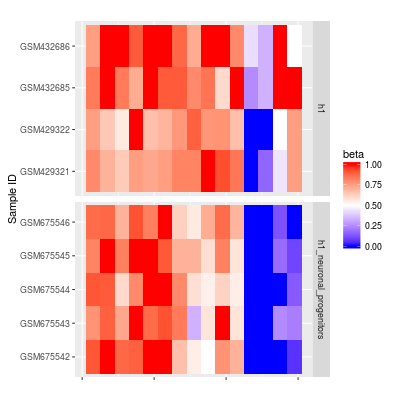 GSM432686
GSM432685
GSM429322
GSM429321
h1
GSM675546
GSM675545
GSM675544
GSM675543
GSM675542
h1_neuronal_progenitors
Sample ID
beta
1.00
0.75
0.50
0.25
0.00